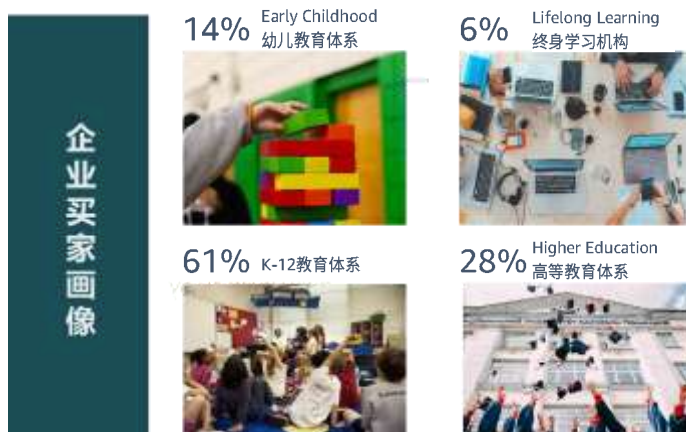 企业买家画像
14% Early Childhood
幼儿教育体系
6% Lifelong Learning
终身学习机构
61% K-12教育体系
28% Higher Education
高等教育体系